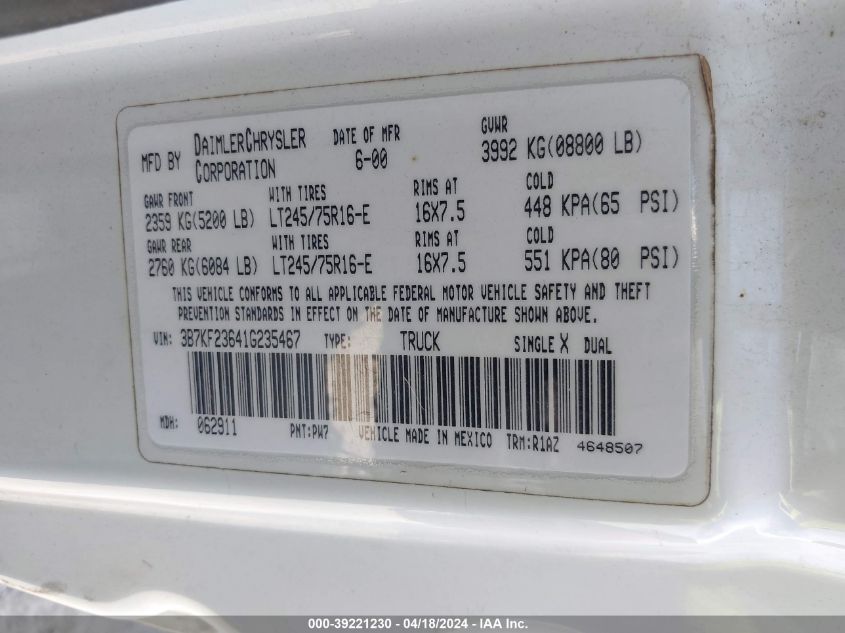 MFD BY DAIMLERCHRYSLER CORPORATION DATE OF MFR 6-00 GVWR 3992 KG(08800 LB)
GAWR FRONT WITH TIRES RIMS AT COLD
2359 KG(5200 LB) LT245/75R16-E 16X7.5 448 KPA(65 PSI)
GAWR REAR WITH TIRES RIMS AT COLD
2760 KG(6084 LB) LT245/75R16-E 16X7.5 551 KPA(80 PSI)
THIS VEHICLE CONFORMS TO ALL APPLICABLE FEDERAL MOTOR VEHICLE SAFETY AND THEFT
PREVENTION STANDARDS IN EFFECT ON THE DATE OF MANUFACTURE SHOWN ABOVE.
VIN: 3B7KF23641G235467 TYPE: TRUCK SINGLE X DUAL
MDH: 062911 PNT:PW7 VEHICLE MADE IN MEXICO TRM:R1AZ 4648507
000-39221230 - 04/18/2024 - IAA Inc.